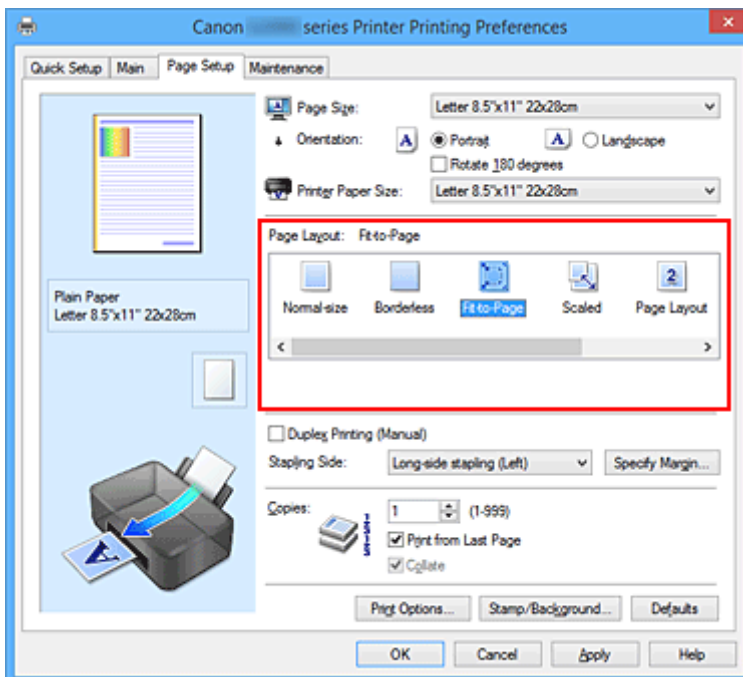 Canon series Printer Printing Preferences
Quick Setup Main Page Setup Maintenance
Page Size: Letter 8.5"x11" 22x28cm
Orientation: A Portrait A Landscape
Rotate 180 degrees
Printer Paper Size: Letter 8.5"x11" 22x28cm
Page Layout: Fit-to-Page
Normal-size Borderless Fit-to-Page Scaled 2 Page Layout
Plain Paper
Letter 8.5"x11" 22x28cm
Duplex Printing (Manual)
Stapling Side: Long-side stapling (Left) Specify Margin...
Copies: 1 (1-999)
Print from Last Page
Collate
A
Print Options... Stamp/Background... Defaults
OK Cancel Apply Help